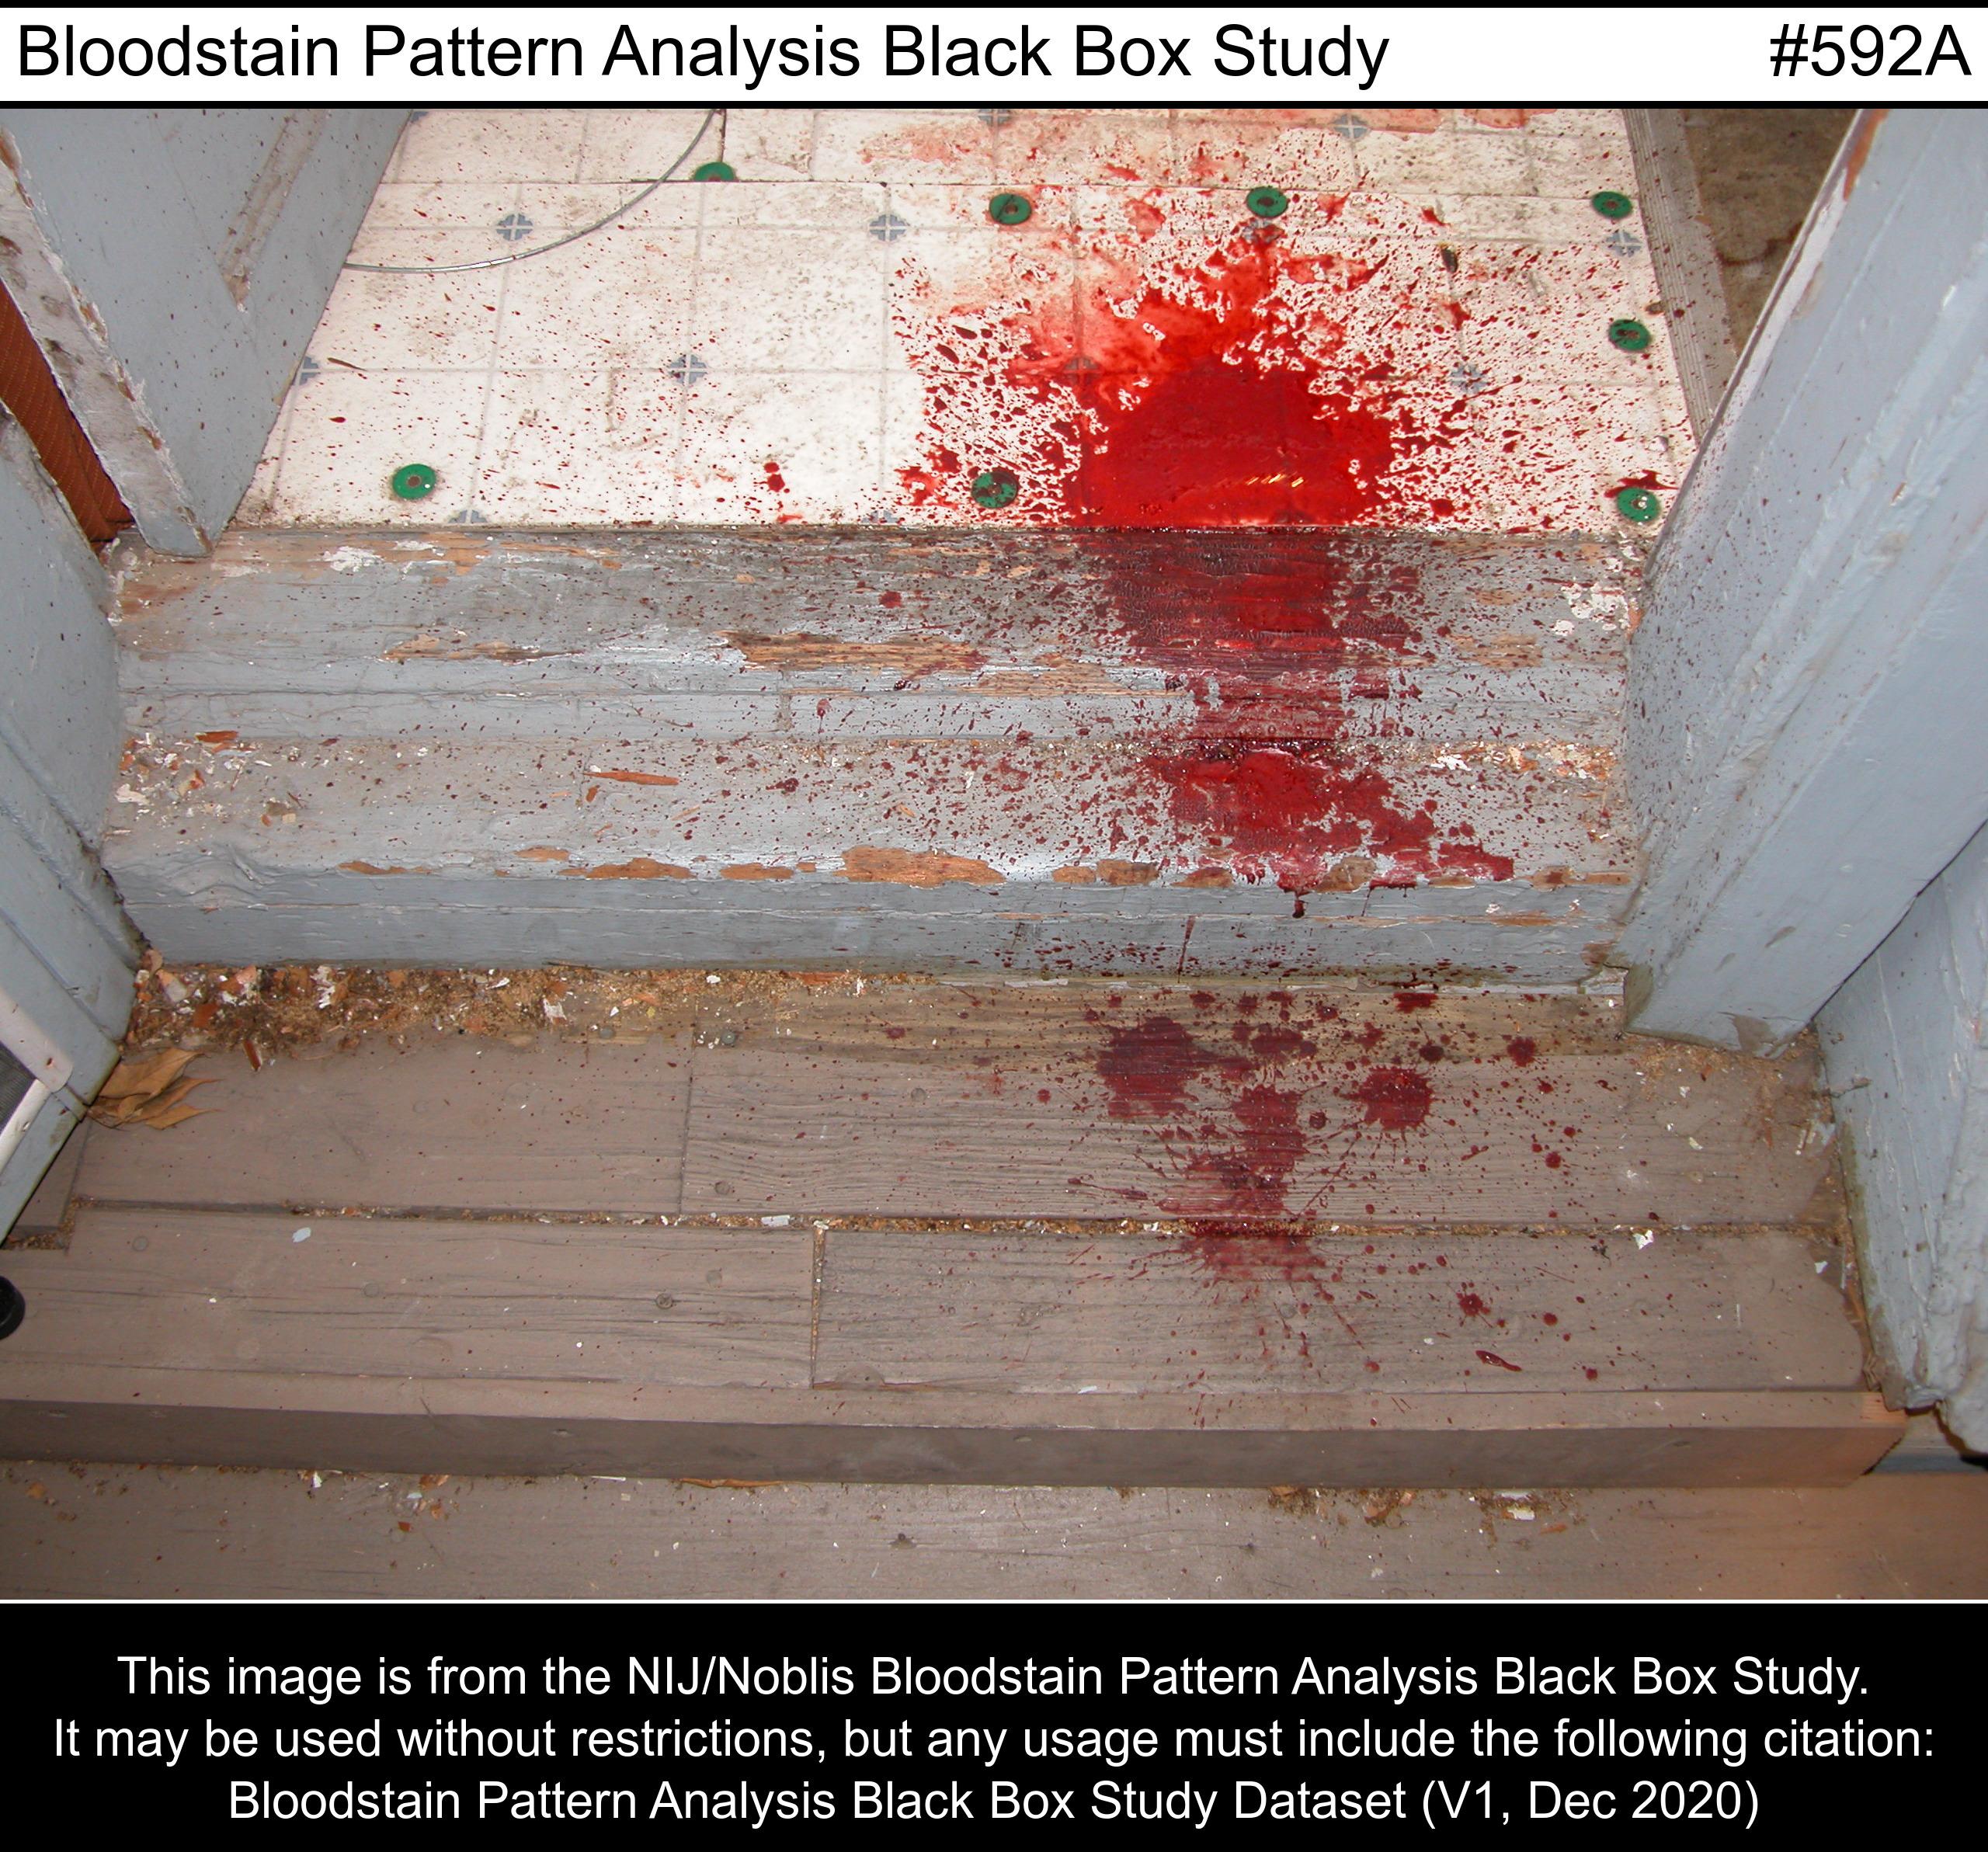 Bloodstain Pattern Analysis Black Box Study #592A
This image is from the NIJ/Noblis Bloodstain Pattern Analysis Black Box Study.
It may be used without restrictions, but any usage must include the following citation:
Bloodstain Pattern Analysis Black Box Study Dataset (V1, Dec 2020)